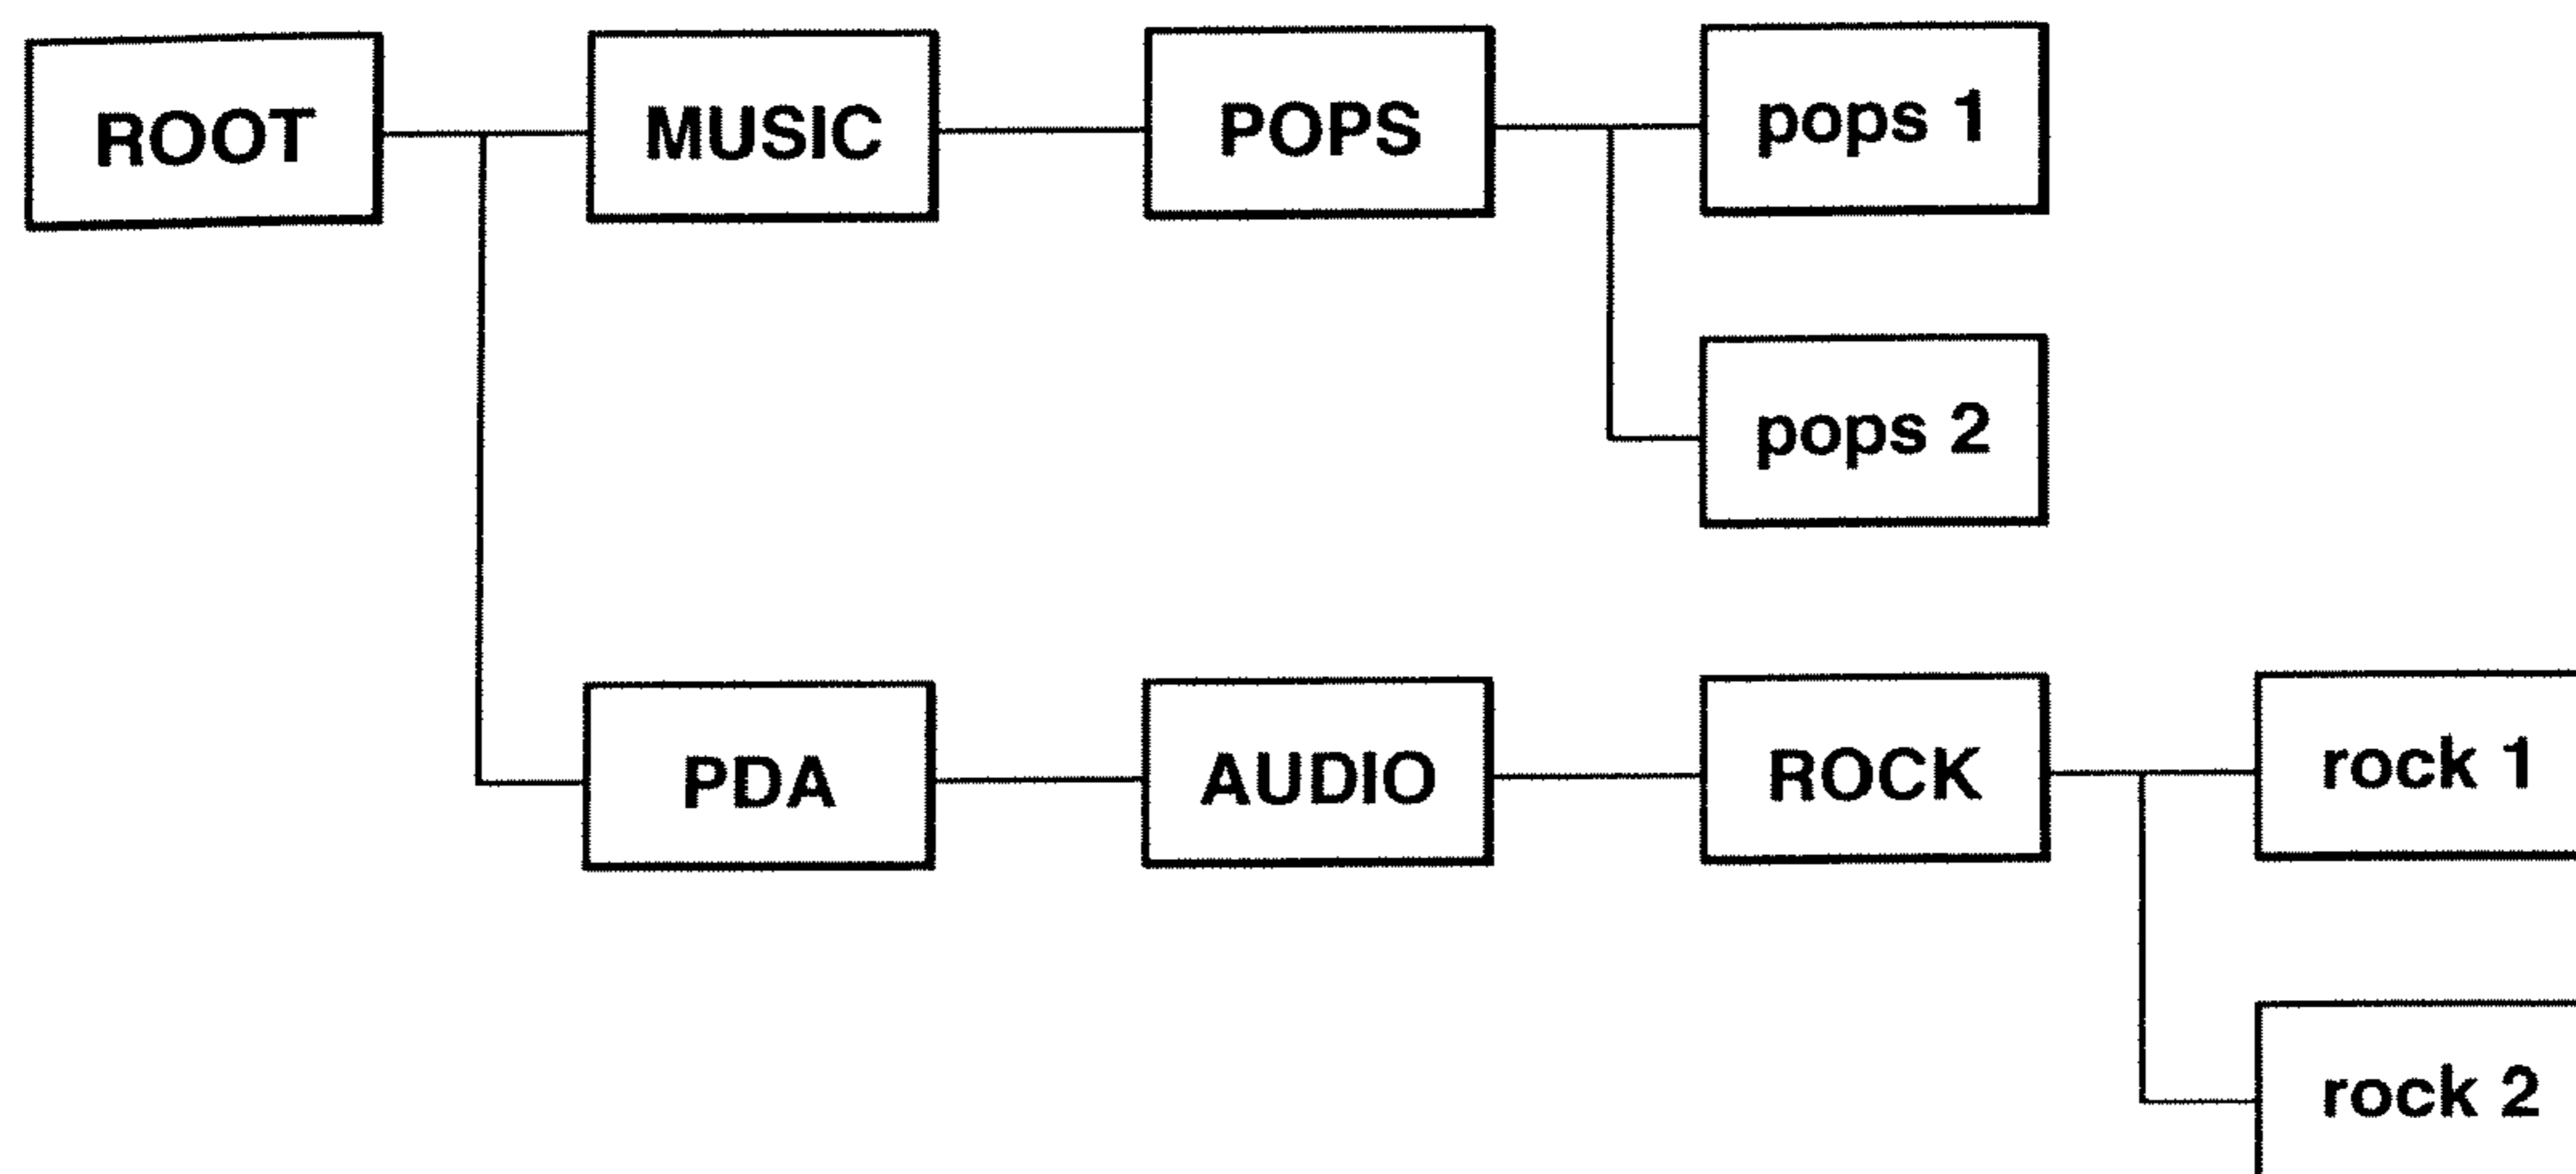 ROOT
MUSIC
POPS
pops 1
pops 2
PDA
AUDIO
ROCK
rock 1
rock 2